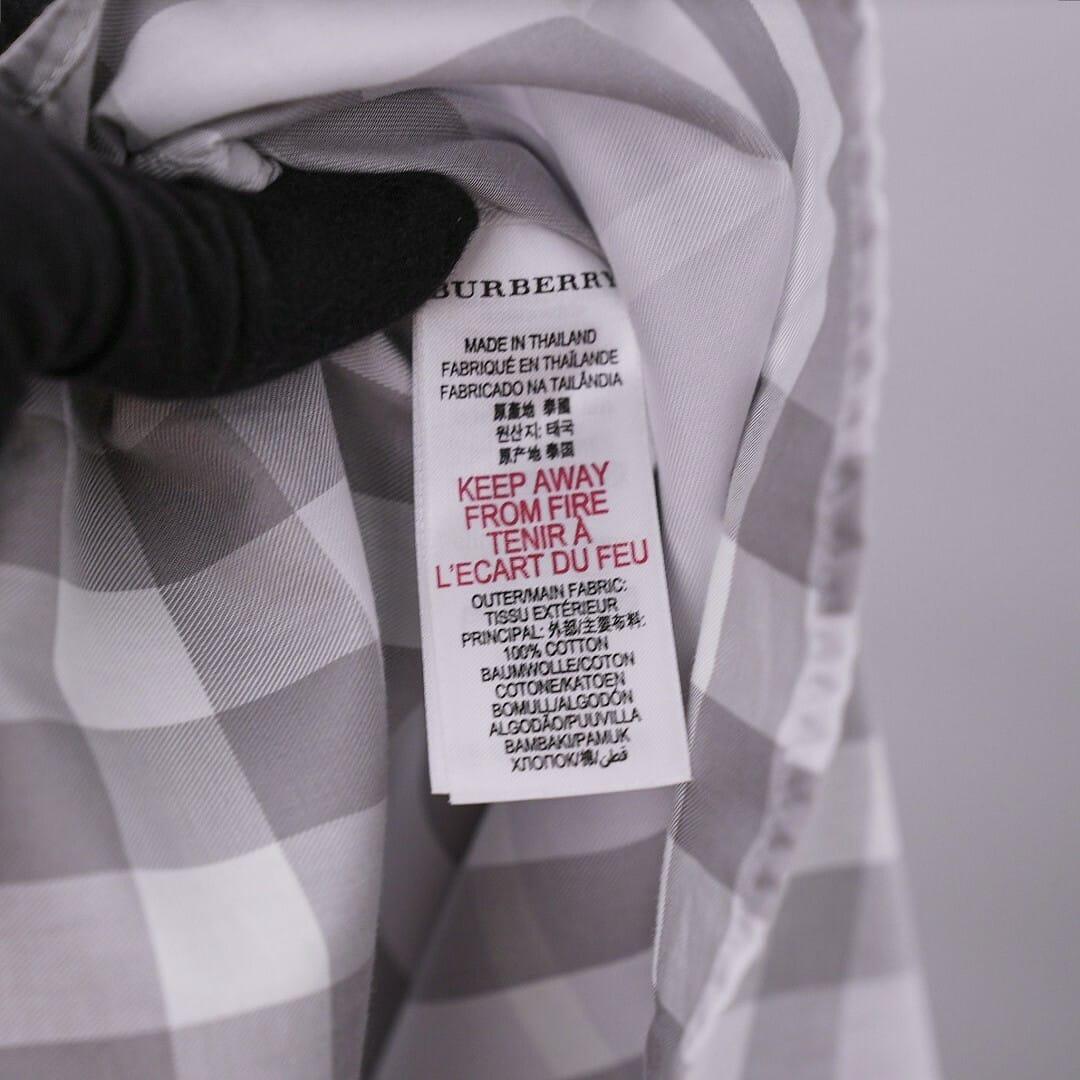 BURBERRY
MADE IN THAILAND
FABRIQUÉ EN THAÏLANDE
FABRICADO NA TAILÂNDIA
原產地 泰國
원산지: 태국
原产地 泰国
KEEP AWAY
FROM FIRE
TENIR À
L'ECART DU FEU
OUTER/MAIN FABRIC:
TISSU EXTÉRIEUR
PRINCIPAL: 外部/主要布料:
100% COTTON
BAUMWOLLE/COTON
COTONE/KATOEN
BOMULL/ALGODÓN
ALGODÃO/PUUVILLA
BAMBAKI/PAMUK
ХЛОПОК/棉/قطن